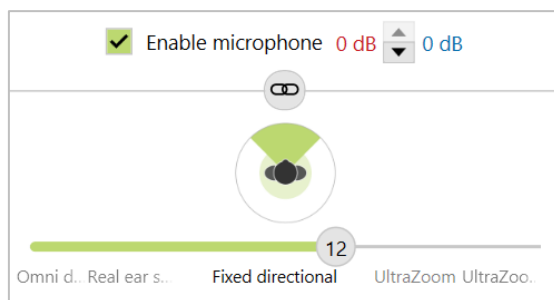 Enable microphone 0 dB 0 dB
12
Omni d... Real ear s... Fixed directional UltraZoom UltraZoo...